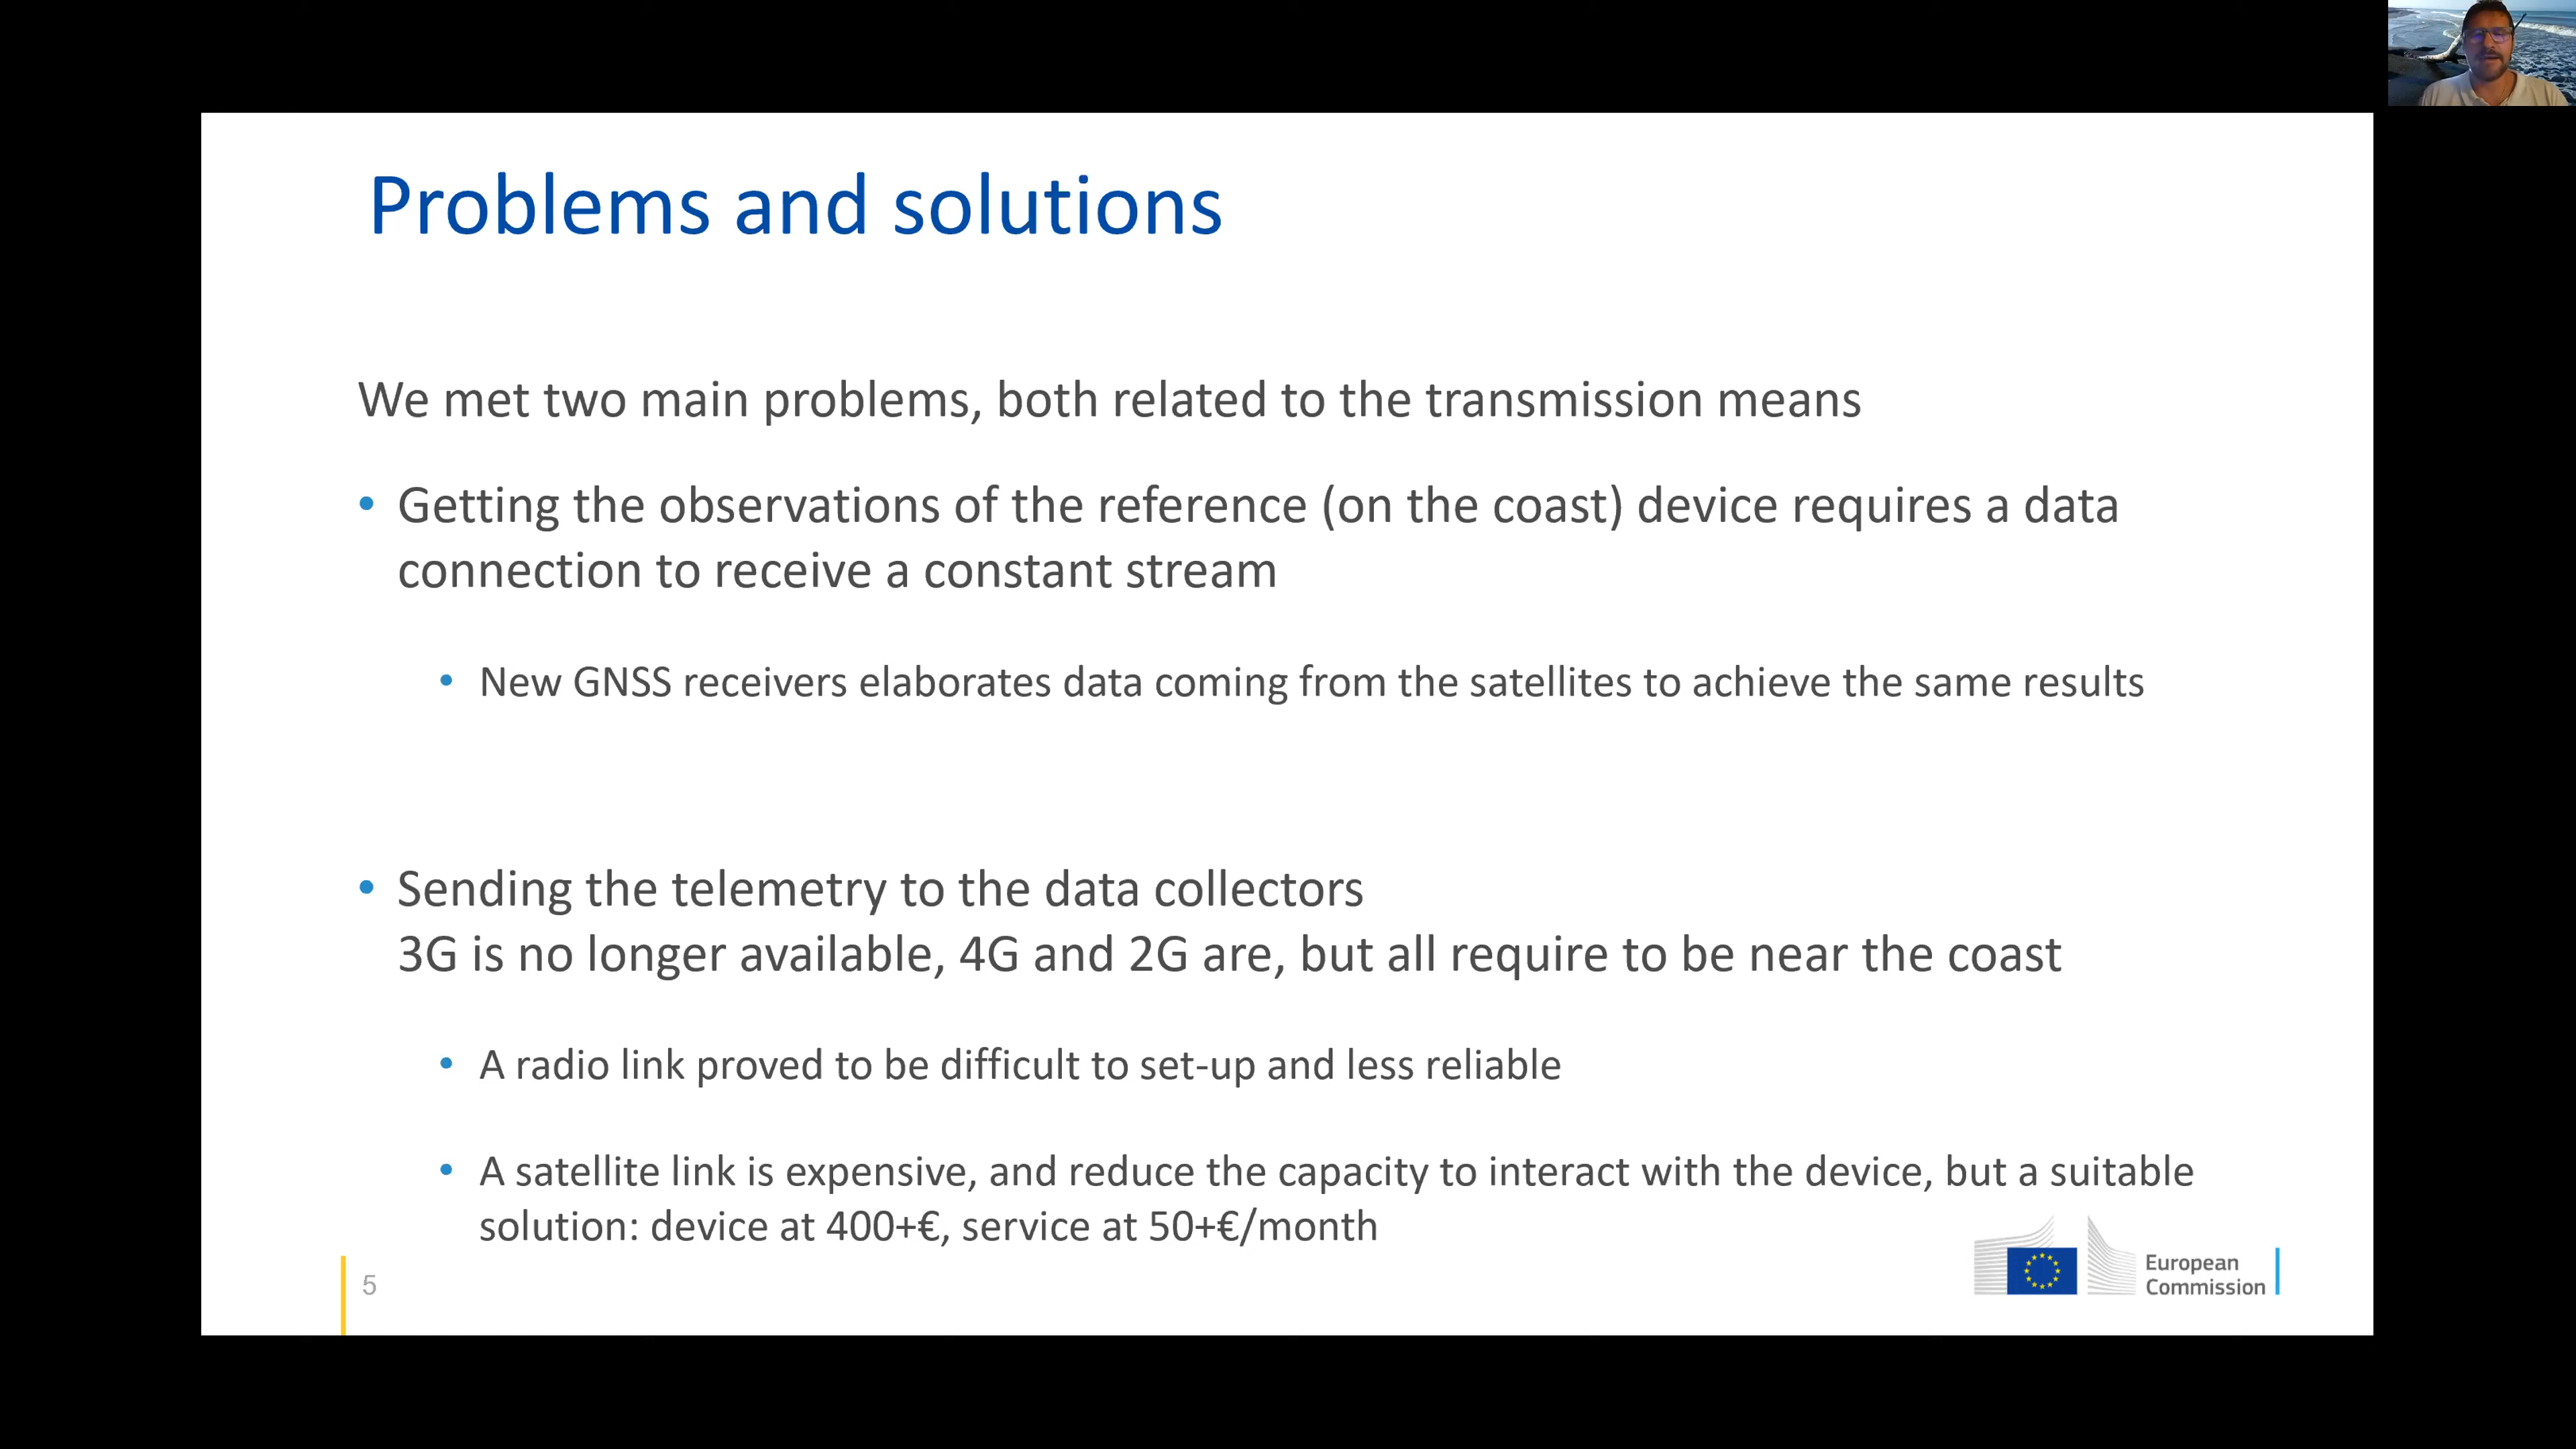 Problems and solutions
We met two main problems, both related to the transmission means
• Getting the observations of the reference (on the coast) device requires a data
connection to receive a constant stream
• New GNSS receivers elaborates data coming from the satellites to achieve the same results
• Sending the telemetry to the data collectors
3G is no longer available, 4G and 2G are, but all require to be near the coast
• A radio link proved to be difficult to set-up and less reliable
• A satellite link is expensive, and reduce the capacity to interact with the device, but a suitable
solution: device at 400+€, service at 50+€/month
5
European
Commission